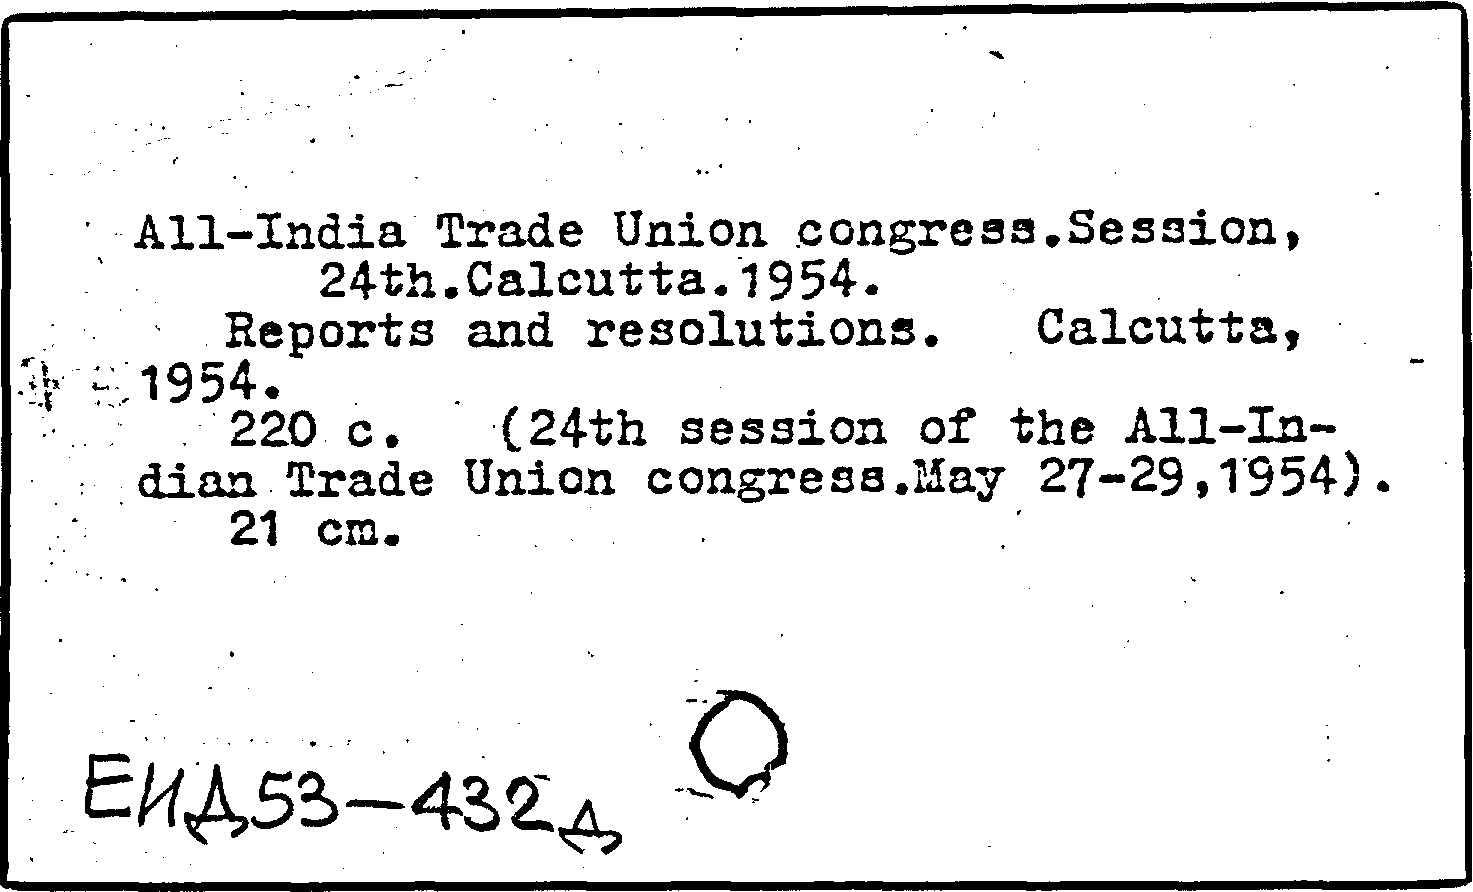 All-India Trade Union congress.Session,
24th.Calcutta.1954.
Reports and resolutions. Calcutta,
1954.
220 c. (24th session of the All-In-
dian Trade Union congress.May 27-29,1954).
21 cm.
ЕИД53-432д